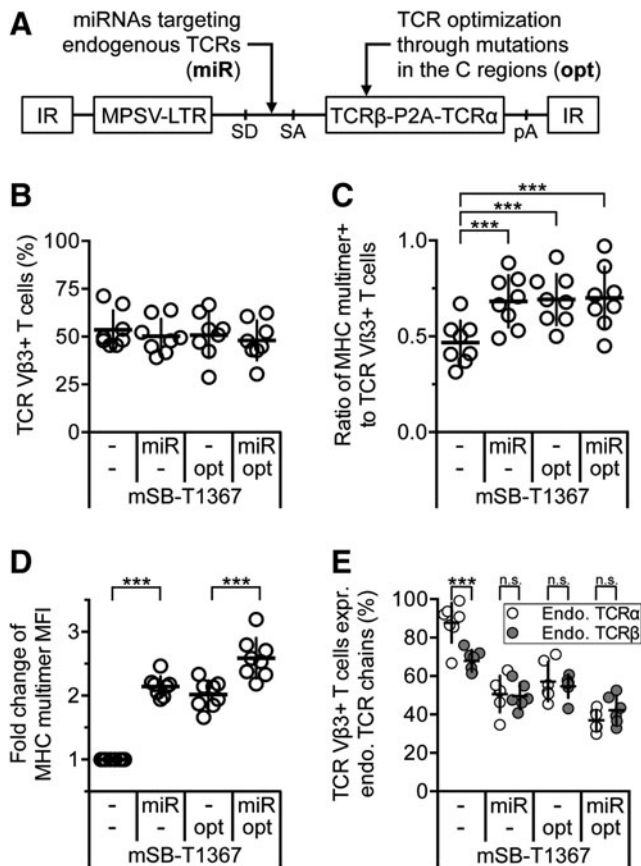 A
miRNAs targeting
endogenous TCRs
(miR)
TCR optimization
through mutations
in the C regions (opt)
IR
MPSV-LTR
SD
SA
TCRβ-P2A-TCRα
pA
IR
B
TCR Vβ3+ T cells (%)
100
75
50
25
0
- miR - miR
- - opt opt
mSB-T1367
C
Ratio of MHC multimer+
to TCR Vß3+ T cells
***
***
***
1.0
0.5
0.0
- miR - miR
- - opt opt
mSB-T1367
D
Fold change of
MHC multimer MFI
*** ***
3
2
1
- miR - miR
- - opt opt
mSB-T1367
E
TCR Vβ3+ T cells expr.
endo. TCR chains (%)
*** n.s. n.s. n.s.
Endo. TCRα
Endo. TCRβ
100
80
60
40
20
0
- miR - miR
- - opt opt
mSB-T1367